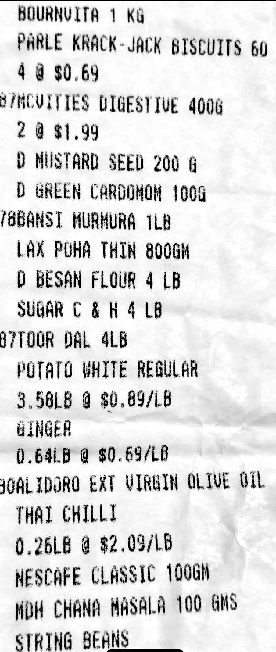 BOURNVITA 1 KG
PARLE KRACK-JACK BISCUITS 60
4 @ $0.69
87MCVITIES DIGESTIVE 400G
2 @ $1.99
D MUSTARD SEED 200 G
D GREEN CARDOMOM 100G
78BANSI MURMURA 1LB
LAX POHA THIN 800GM
D BESAN FLOUR 4 LB
SUGAR C & H 4 LB
87TOOR DAL 4LB
POTATO WHITE REGULAR
3.58LB @ $0.89/LB
GINGER
0.64LB @ $0.69/LB
80ALIDORO EXT VIRGIN OLIVE OIL
THAI CHILLI
0.26LB @ $2.09/LB
NESCAFE CLASSIC 100GM
MDH CHANA MASALA 100 GMS
STRING BEANS